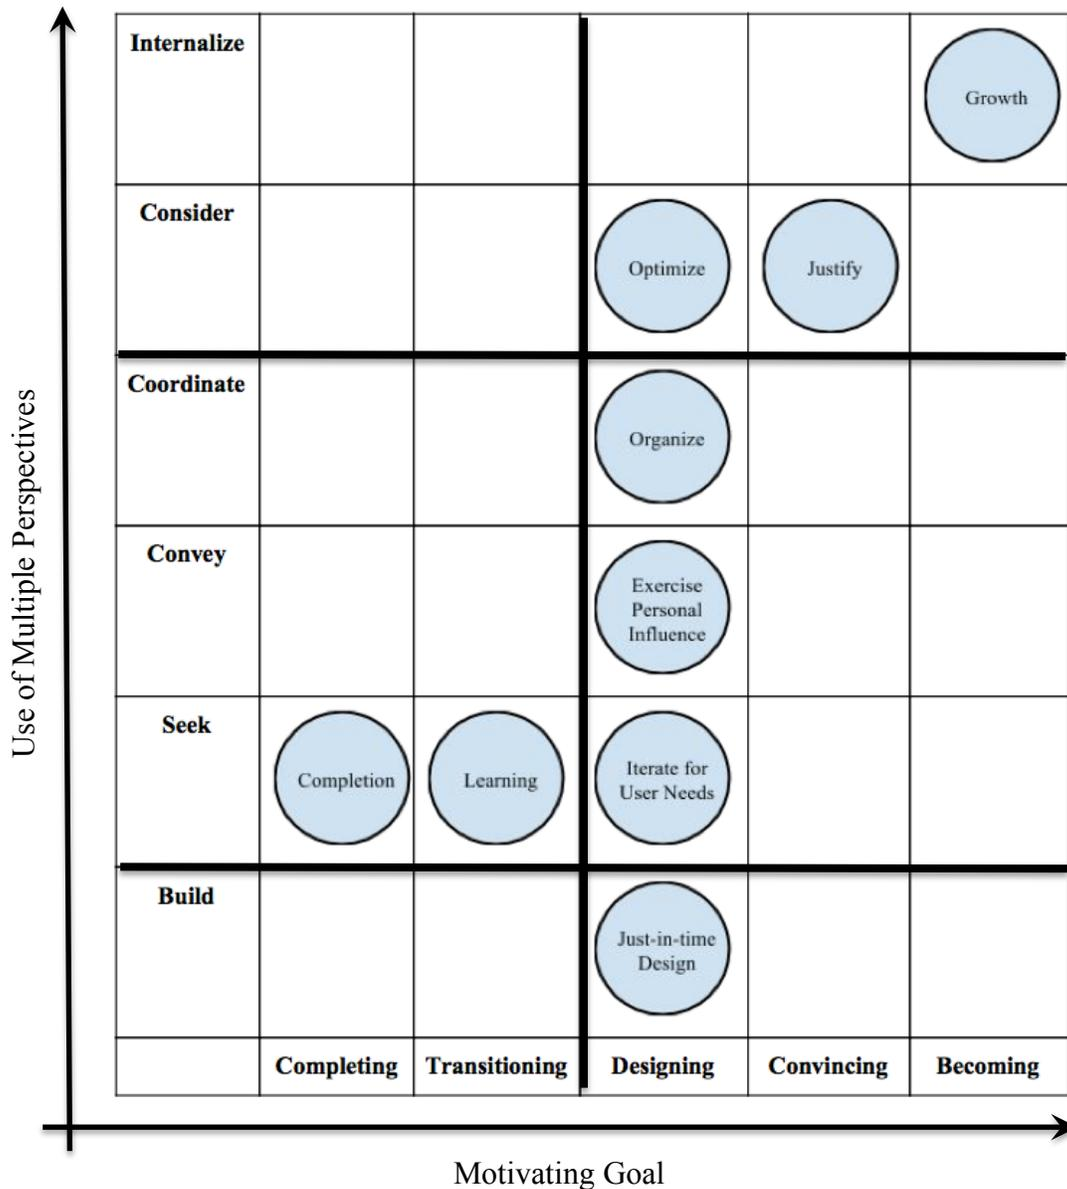 Internalize
Growth
Consider
Optimize
Justify
Coordinate
Organize
Convey
Exercise
Personal
Influence
Seek
Completion
Learning
Iterate for
User Needs
Build
Just-in-time
Design
Completing
Transitioning
Designing
Convincing
Becoming
Use of Multiple Perspectives
Motivating Goal